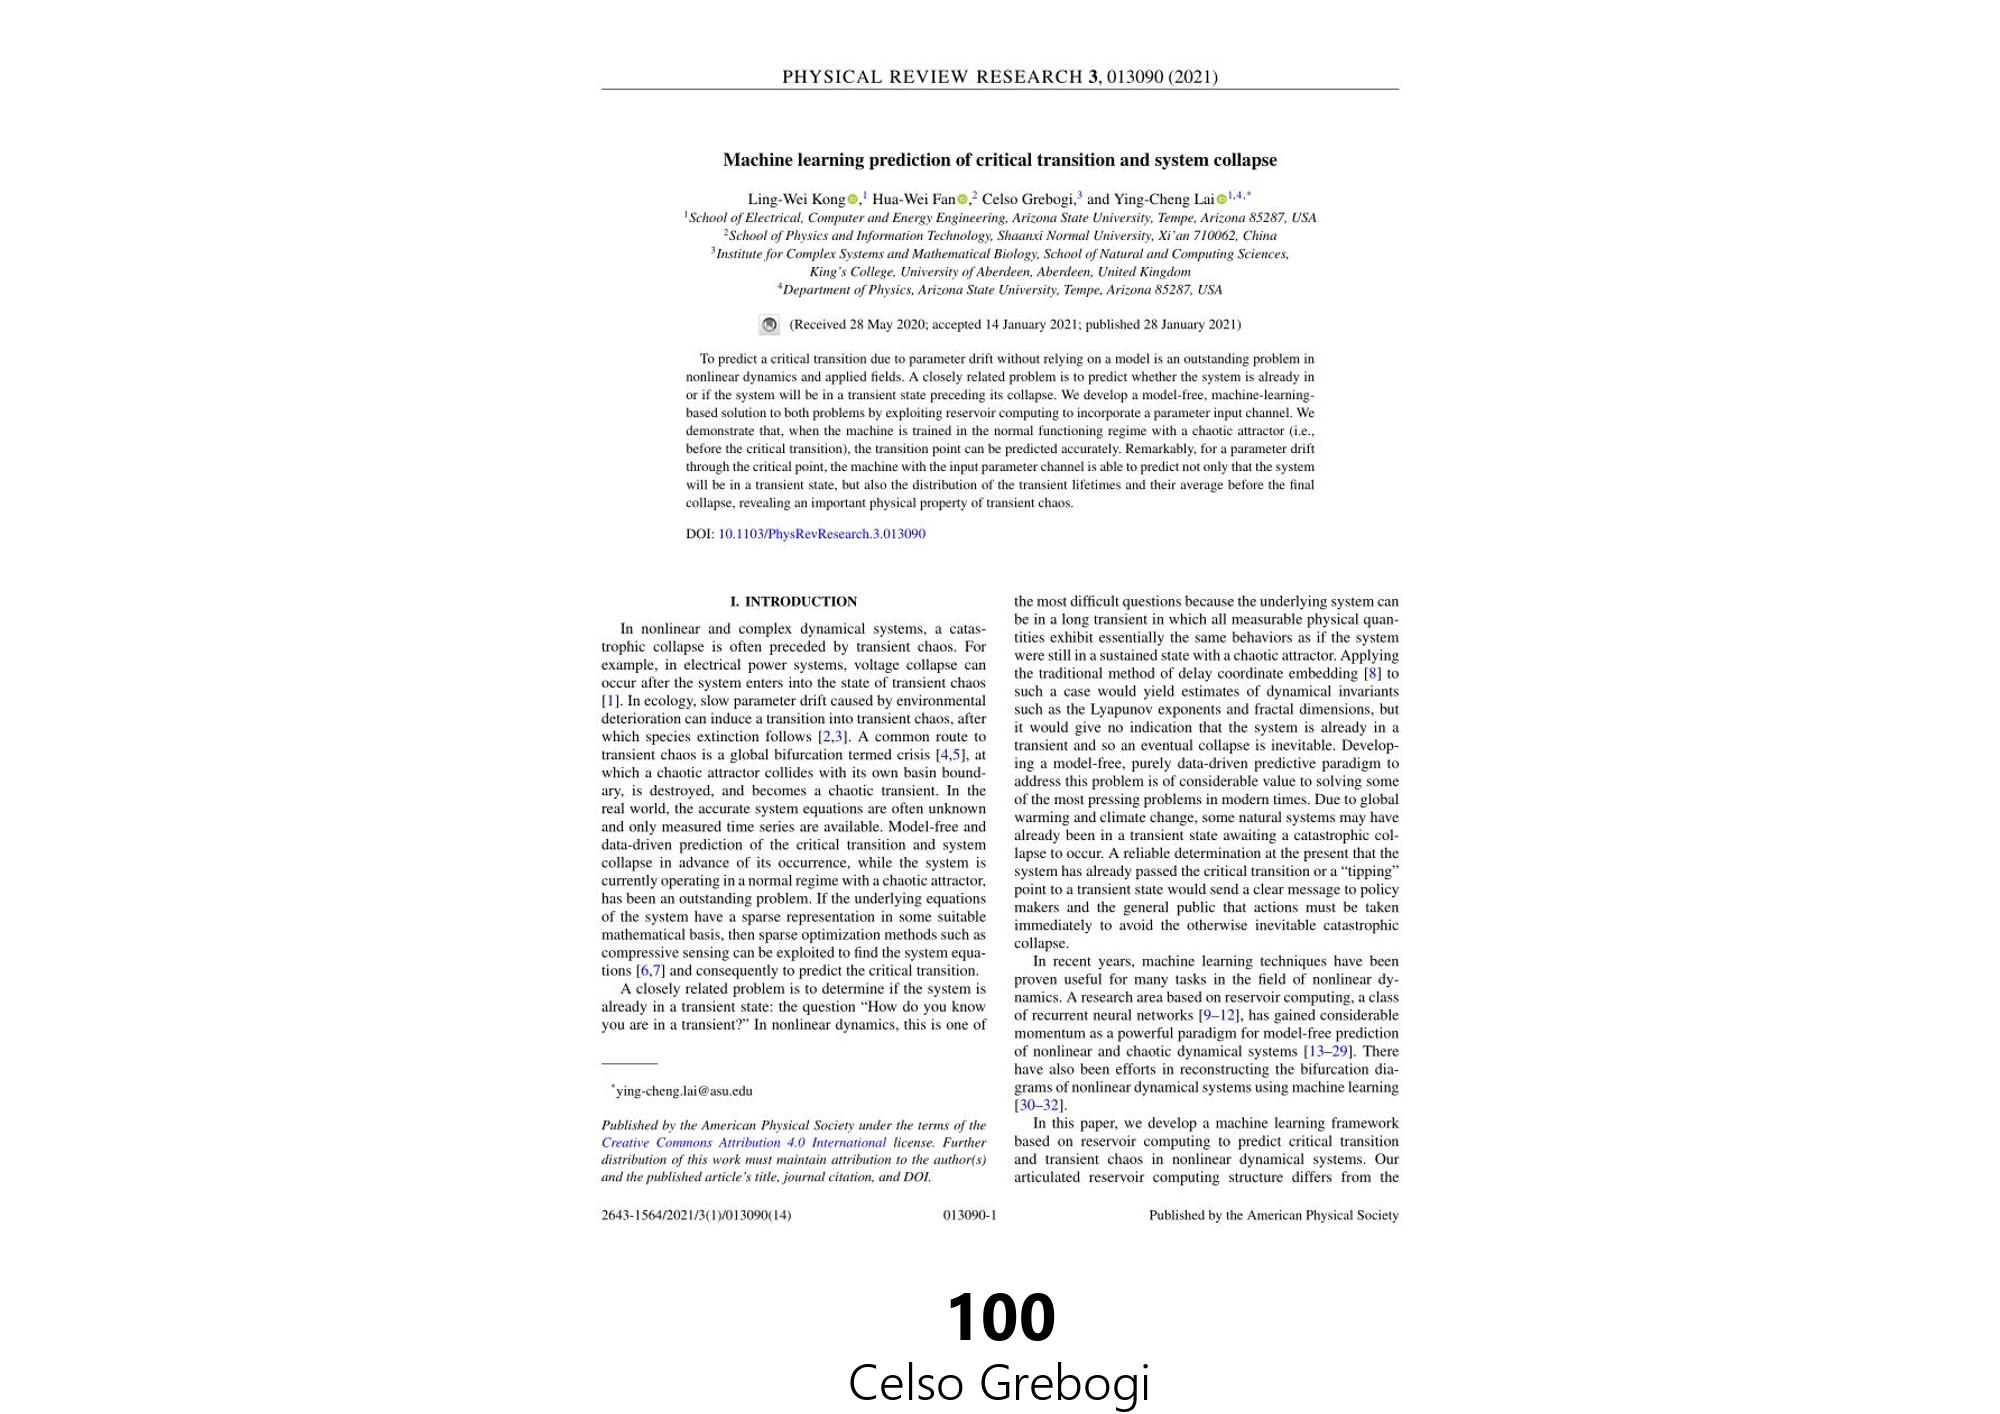 PHYSICAL REVIEW RESEARCH 3, 013090 (2021)
Machine learning prediction of critical transition and system collapse
Ling-Wei Kong,1 Hua-Wei Fan,2 Celso Grebogi,3 and Ying-Cheng Lai1,4,*
1School of Electrical, Computer and Energy Engineering, Arizona State University, Tempe, Arizona 85287, USA
2School of Physics and Information Technology, Shaanxi Normal University, Xi’an 710062, China
3Institute for Complex Systems and Mathematical Biology, School of Natural and Computing Sciences,
King’s College, University of Aberdeen, Aberdeen, United Kingdom
4Department of Physics, Arizona State University, Tempe, Arizona 85287, USA
(Received 28 May 2020; accepted 14 January 2021; published 28 January 2021)
To predict a critical transition due to parameter drift without relying on a model is an outstanding problem in
nonlinear dynamics and applied fields. A closely related problem is to predict whether the system is already in
or if the system will be in a transient state preceding its collapse. We develop a model-free, machine-learning-
based solution to both problems by exploiting reservoir computing to incorporate a parameter input channel. We
demonstrate that, when the machine is trained in the normal functioning regime with a chaotic attractor (i.e.,
before the critical transition), the transition point can be predicted accurately. Remarkably, for a parameter drift
through the critical point, the machine with the input parameter channel is able to predict not only that the system
will be in a transient state, but also the distribution of the transient lifetimes and their average before the final
collapse, revealing an important physical property of transient chaos.
DOI: 10.1103/PhysRevResearch.3.013090
I. INTRODUCTION
In nonlinear and complex dynamical systems, a catas-
trophic collapse is often preceded by transient chaos. For
example, in electrical power systems, voltage collapse can
occur after the system enters into the state of transient chaos
[1]. In ecology, slow parameter drift caused by environmental
deterioration can induce a transition into transient chaos, after
which species extinction follows [2,3]. A common route to
transient chaos is a global bifurcation termed crisis [4,5], at
which a chaotic attractor collides with its own basin bound-
ary, is destroyed, and becomes a chaotic transient. In the
real world, the accurate system equations are often unknown
and only measured time series are available. Model-free and
data-driven prediction of the critical transition and system
collapse in advance of its occurrence, while the system is
currently operating in a normal regime with a chaotic attractor,
has been an outstanding problem. If the underlying equations
of the system have a sparse representation in some suitable
mathematical basis, then sparse optimization methods such as
compressive sensing can be exploited to find the system equa-
tions [6,7] and consequently to predict the critical transition.
A closely related problem is to determine if the system is
already in a transient state: the question “How do you know
you are in a transient?” In nonlinear dynamics, this is one of
*ying-cheng.lai@asu.edu
Published by the American Physical Society under the terms of the
Creative Commons Attribution 4.0 International license. Further
distribution of this work must maintain attribution to the author(s)
and the published article’s title, journal citation, and DOI.
the most difficult questions because the underlying system can
be in a long transient in which all measurable physical quan-
tities exhibit essentially the same behaviors as if the system
were still in a sustained state with a chaotic attractor. Applying
the traditional method of delay coordinate embedding [8] to
such a case would yield estimates of dynamical invariants
such as the Lyapunov exponents and fractal dimensions, but
it would give no indication that the system is already in a
transient and so an eventual collapse is inevitable. Develop-
ing a model-free, purely data-driven predictive paradigm to
address this problem is of considerable value to solving some
of the most pressing problems in modern times. Due to global
warming and climate change, some natural systems may have
already been in a transient state awaiting a catastrophic col-
lapse to occur. A reliable determination at the present that the
system has already passed the critical transition or a “tipping”
point to a transient state would send a clear message to policy
makers and the general public that actions must be taken
immediately to avoid the otherwise inevitable catastrophic
collapse.
In recent years, machine learning techniques have been
proven useful for many tasks in the field of nonlinear dy-
namics. A research area based on reservoir computing, a class
of recurrent neural networks [9–12], has gained considerable
momentum as a powerful paradigm for model-free prediction
of nonlinear and chaotic dynamical systems [13–29]. There
have also been efforts in reconstructing the bifurcation dia-
grams of nonlinear dynamical systems using machine learning
[30–32].
In this paper, we develop a machine learning framework
based on reservoir computing to predict critical transition
and transient chaos in nonlinear dynamical systems. Our
articulated reservoir computing structure differs from the
2643-1564/2021/3(1)/013090(14)
013090-1
Published by the American Physical Society
100
Celso Grebogi